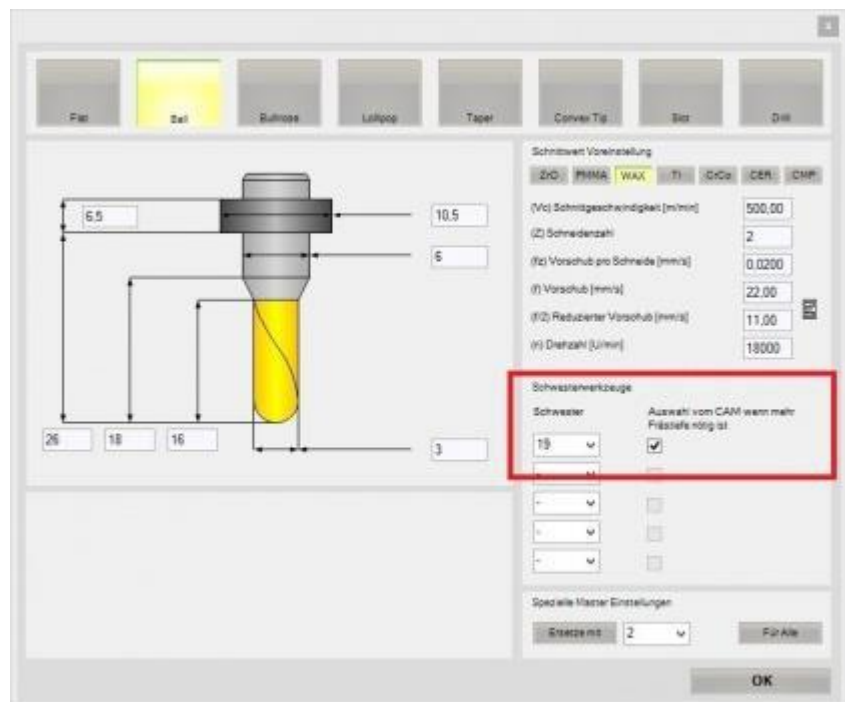 x
Flat Ball Bullnose Lollipop Taper Convex Tip Slot Drill
Schnittwert Voreinstellung
ZrO PMMA WAX Ti CrCo CER CMP
6,5
10,5
6
26
18
16
3
(Vc) Schnittgeschwindigkeit [m/min] 500,00
(Z) Schneidenzahl 2
(fz) Vorschub pro Schneide [mm/s] 0,0200
(f) Vorschub [mm/s] 22,00
(f/2) Reduzierter Vorschub [mm/s] 11,00
(n) Drehzahl [U/min] 18000
Schwesterwerkzeuge
Schwester
Auswahl vom CAM wenn mehr
Frästiefe nötig ist
19
-
-
-
-
Spezielle Master Einstellungen
Ersetze mit 2 Für Alle
OK